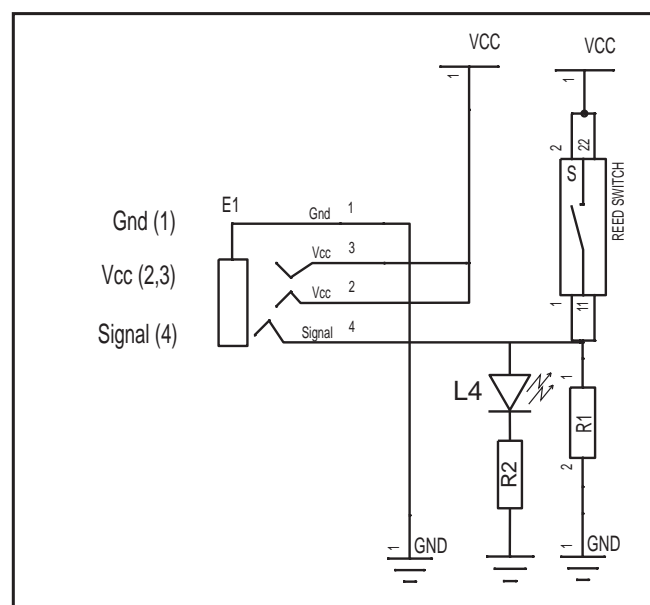 VCC
VCC
1
1
2
22
S
REED SWITCH
E1
Gnd (1)
Gnd
1
Vcc
3
Vcc (2,3)
Vcc
2
1
11
Signal (4)
Signal
4
L4
1
R1
R2
2
1
GND
1
GND